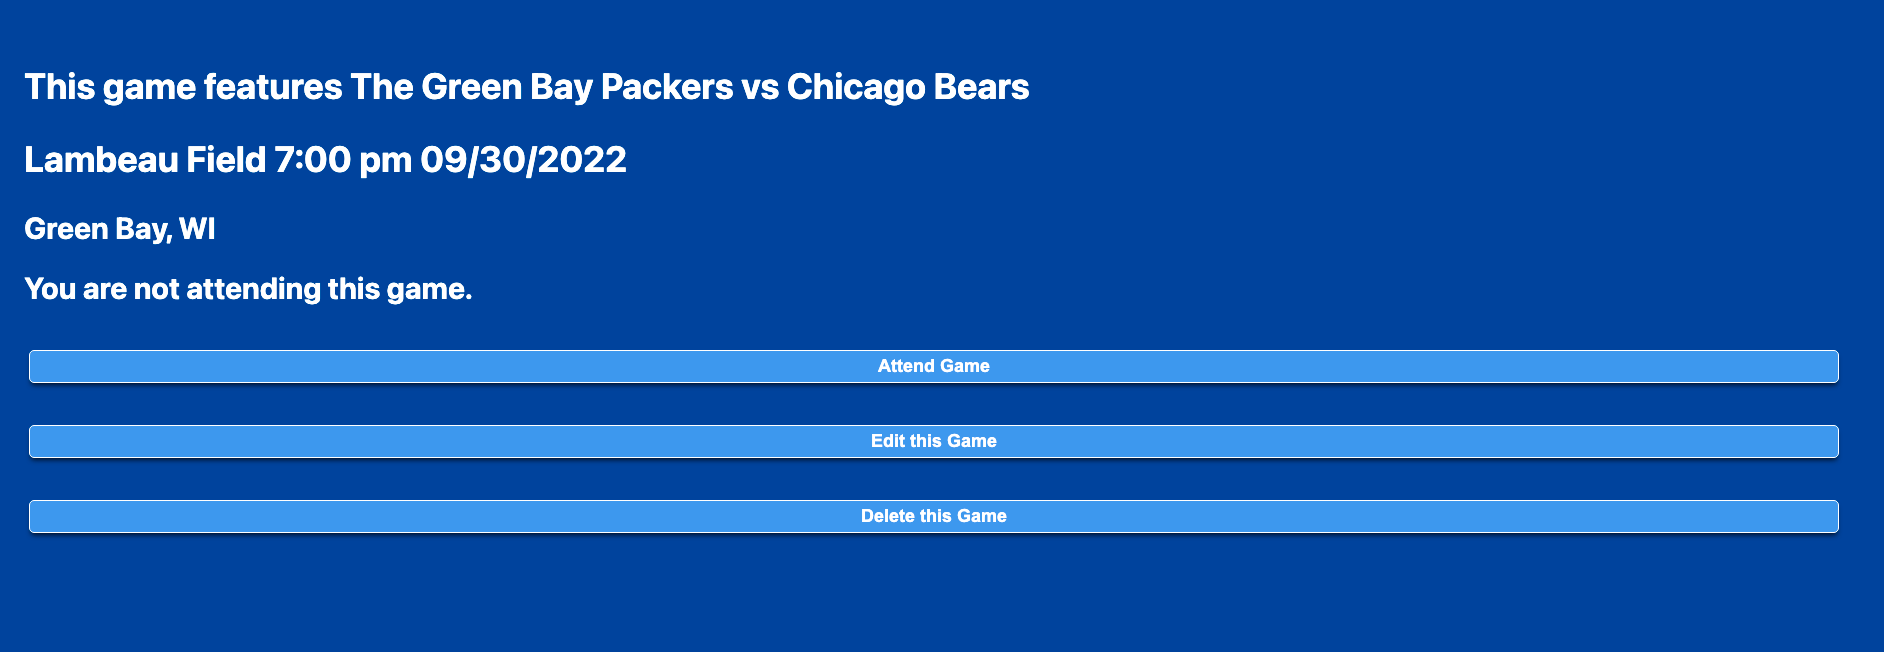 This game features The Green Bay Packers vs Chicago Bears
Lambeau Field 7:00 pm 09/30/2022
Green Bay, WI
You are not attending this game.
Attend Game
Edit this Game
Delete this Game